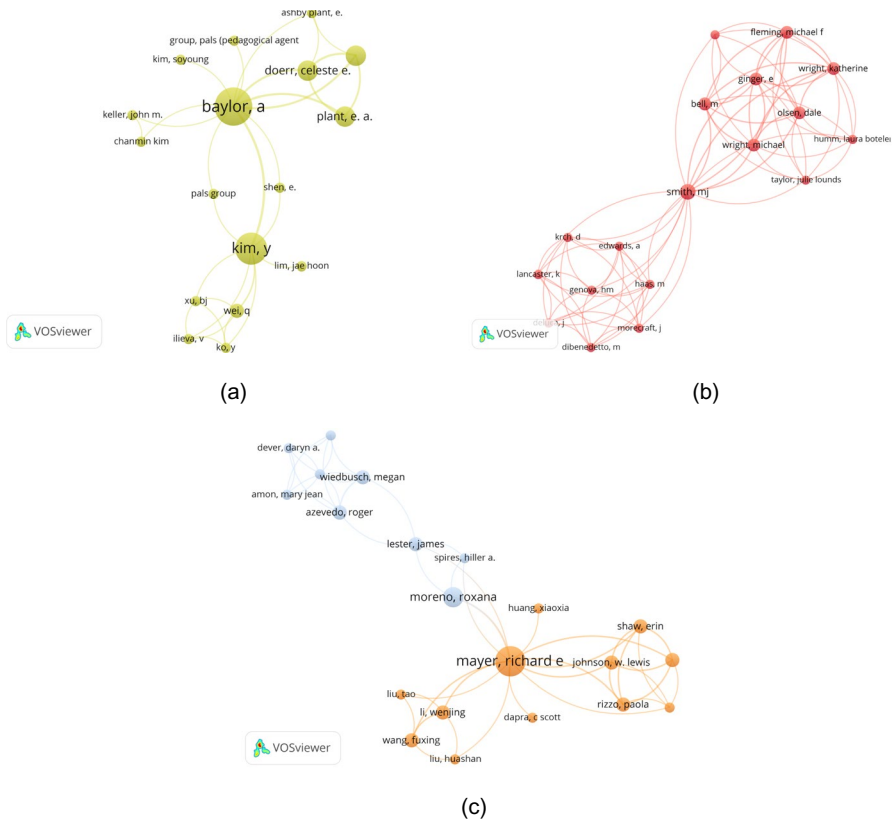 ashby plant, e.
group, pals (pedagogical agent
kim, soyoung
doerr, celeste e.
baylor, a
keller, john m.
plant, e. a.
chanmin kim
shen, e.
pals group
kim, y
lim, jae hoon
xu, bj
wei, q
ilieva, v
ko, y
VOSviewer
(a)
fleming, michael f
wright, katherine
ginger, e
bell, m
olsen, dale
humm, laura boteler
wright, michael
taylor, julie lounds
smith, mj
krch, d
edwards, a
lancaster, k
haas, m
genova, hm
morecraft, j
dibenedetto, m
VOSviewer
(b)
dever, daryn a.
wiedbusch, megan
amon, mary jean
azevedo, roger
lester, james
spires, hiller a.
moreno, roxana
huang, xiaoxia
shaw, erin
mayer, richard e
johnson, w. lewis
liu, tao
li, wenjing
rizzo, paola
dapra, c scott
wang, fuxing
liu, huashan
VOSviewer
(c)